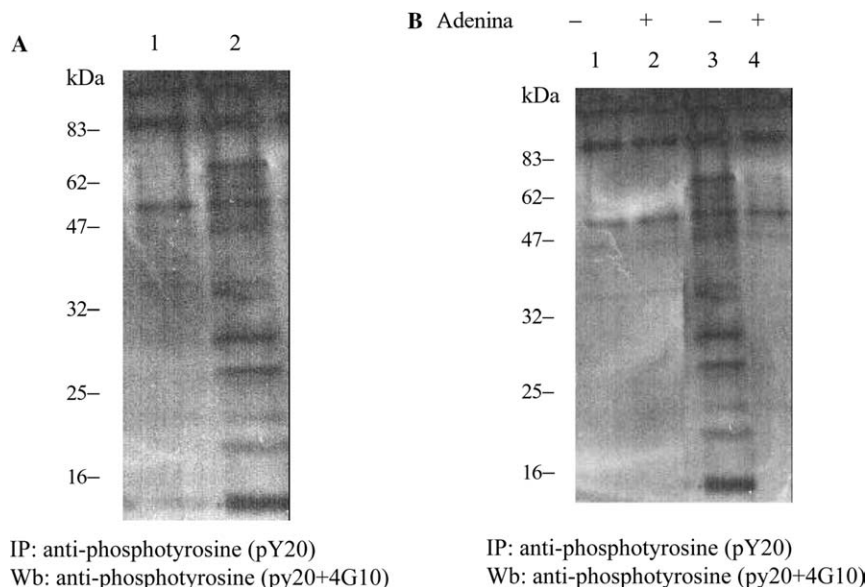 A
1 2
kDa
83–
62–
47–
32–
25–
16–
IP: anti-phosphotyrosine (pY20)
Wb: anti-phosphotyrosine (py20+4G10)
B Adenina – + – +
1 2 3 4
kDa
83–
62–
47–
32–
25–
16–
IP: anti-phosphotyrosine (pY20)
Wb: anti-phosphotyrosine (py20+4G10)